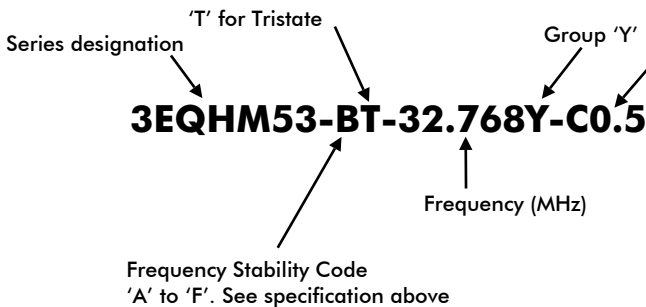 'T' for Tristate
Series designation
Group 'Y'
3EQHM53-BT-32.768Y-C0.5
Frequency (MHz)
Frequency Stability Code
'A' to 'F'. See specification above